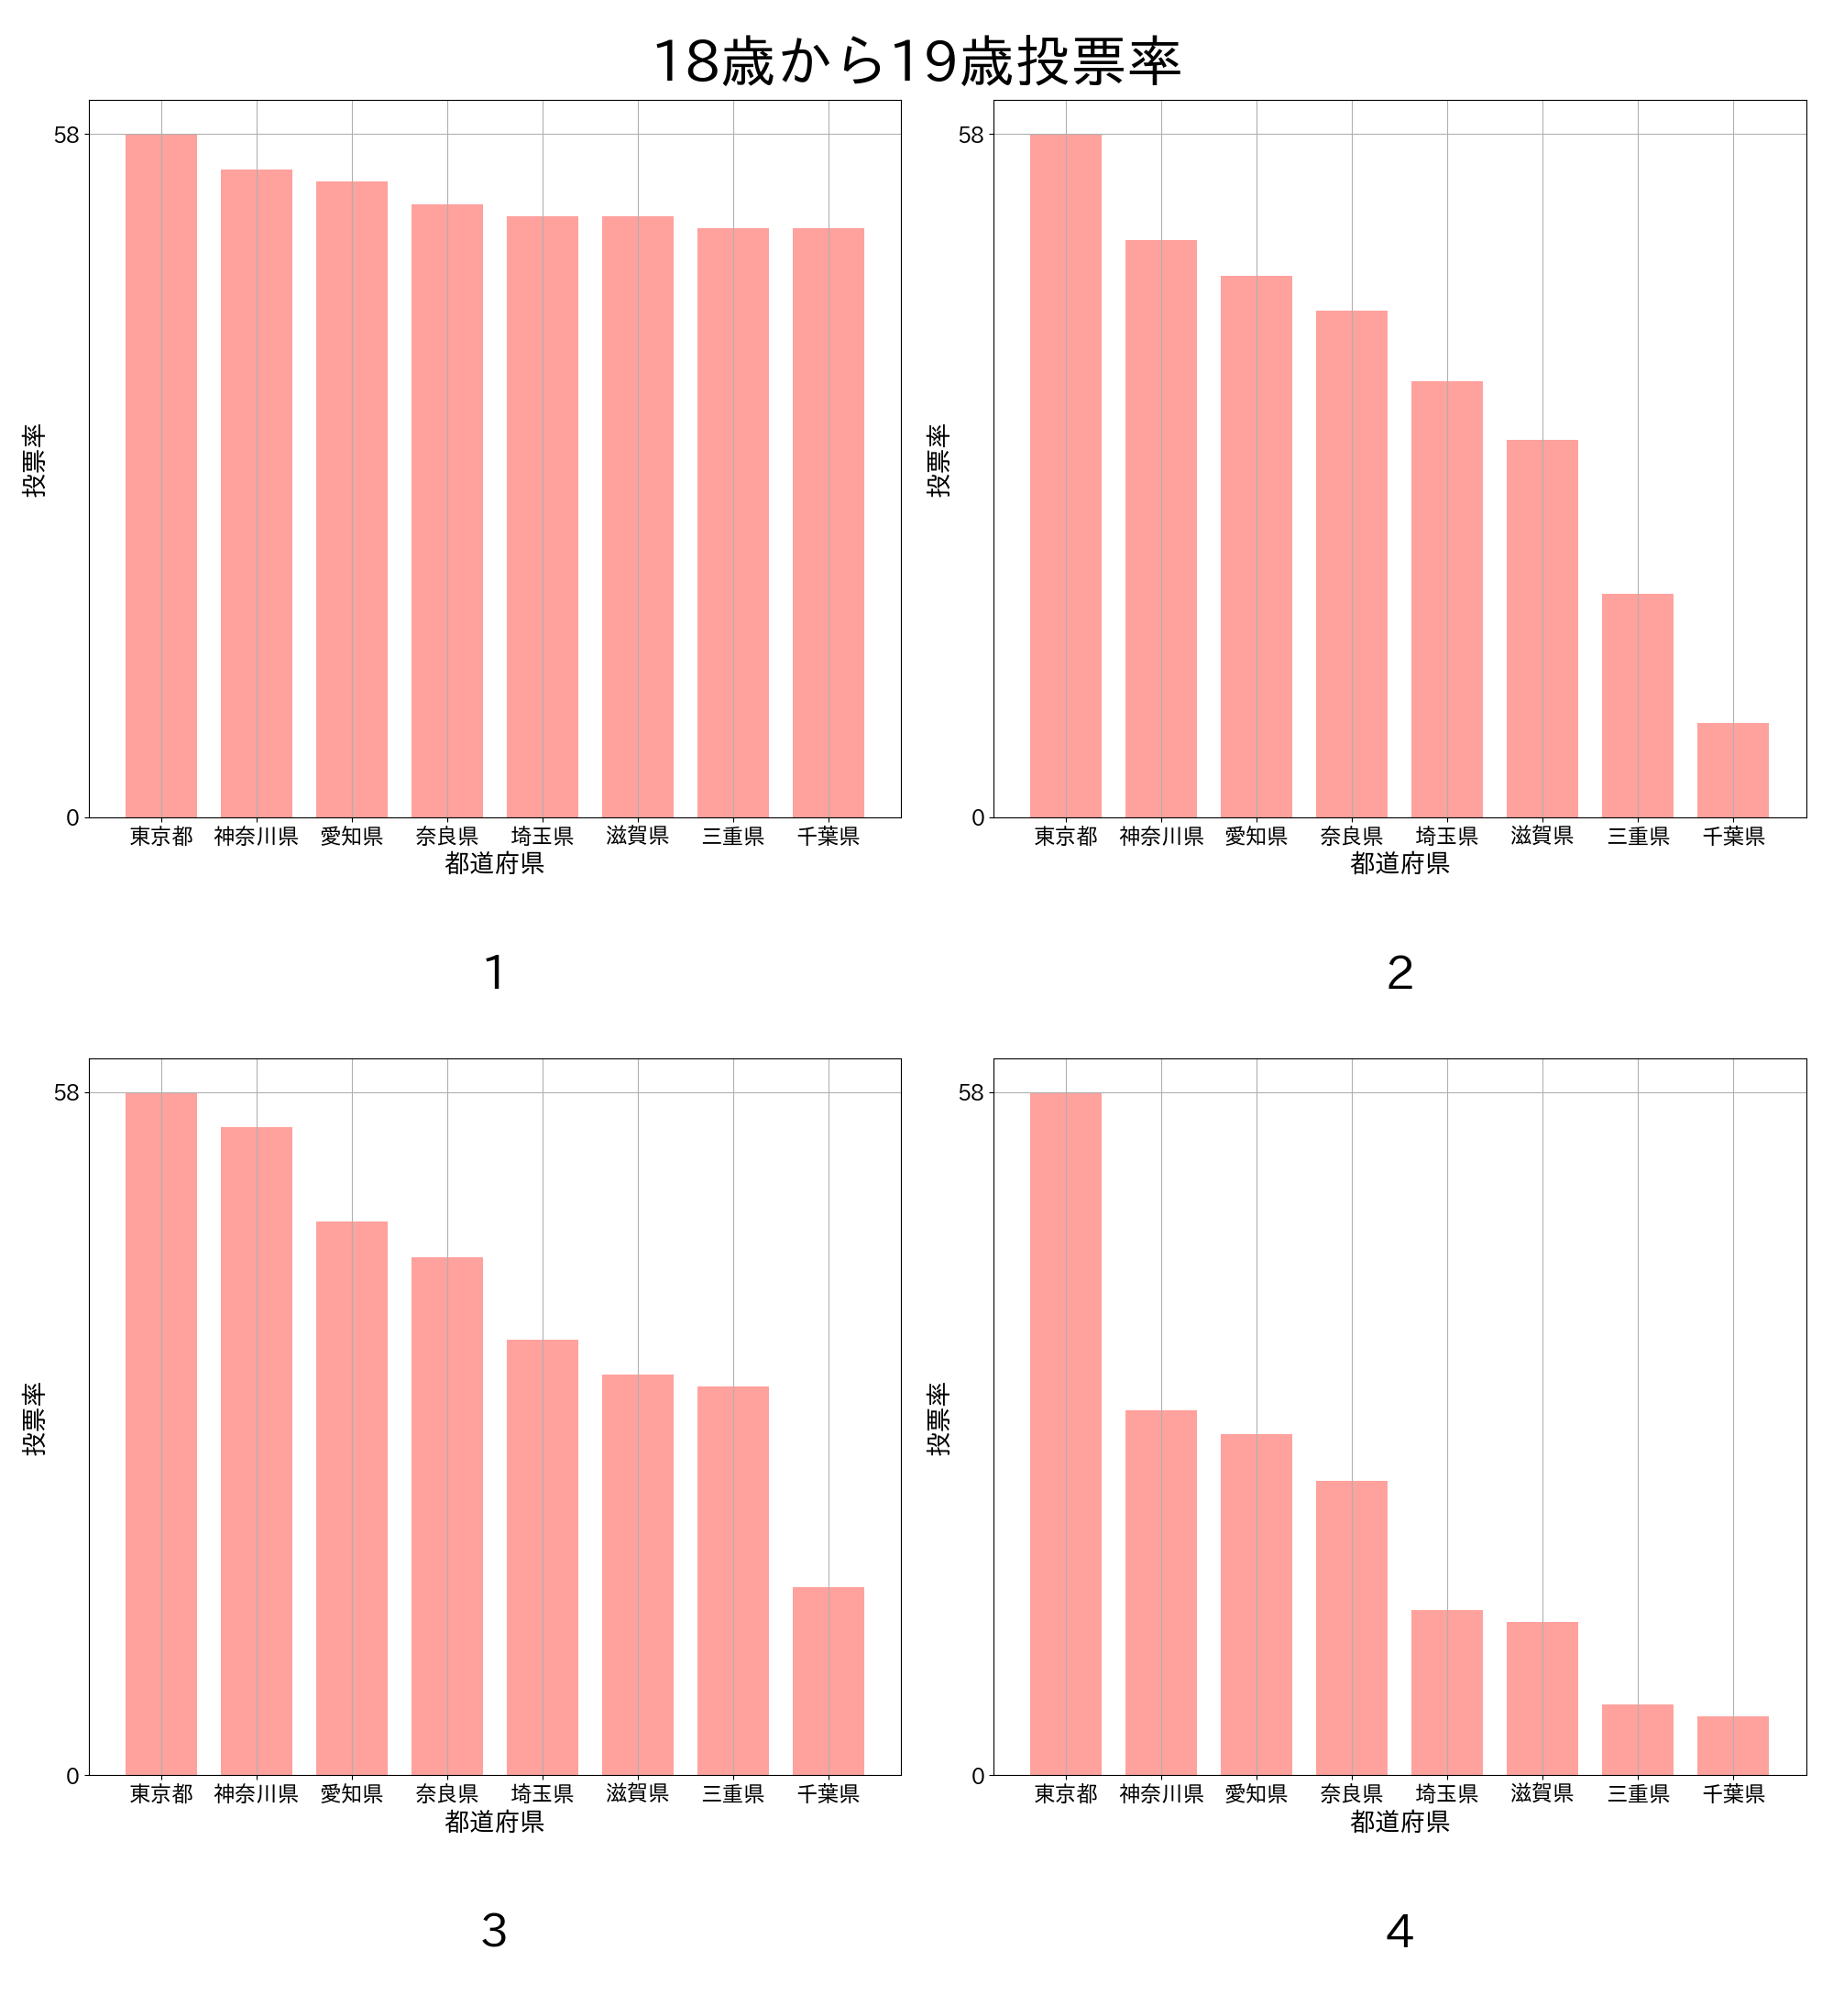 18歳から19歳投票率
58
0
投票率
東京都 神奈川県 愛知県 奈良県 埼玉県 滋賀県 三重県 千葉県
都道府県
1
58
0
投票率
東京都 神奈川県 愛知県 奈良県 埼玉県 滋賀県 三重県 千葉県
都道府県
2
58
0
投票率
東京都 神奈川県 愛知県 奈良県 埼玉県 滋賀県 三重県 千葉県
都道府県
3
58
0
投票率
東京都 神奈川県 愛知県 奈良県 埼玉県 滋賀県 三重県 千葉県
都道府県
4